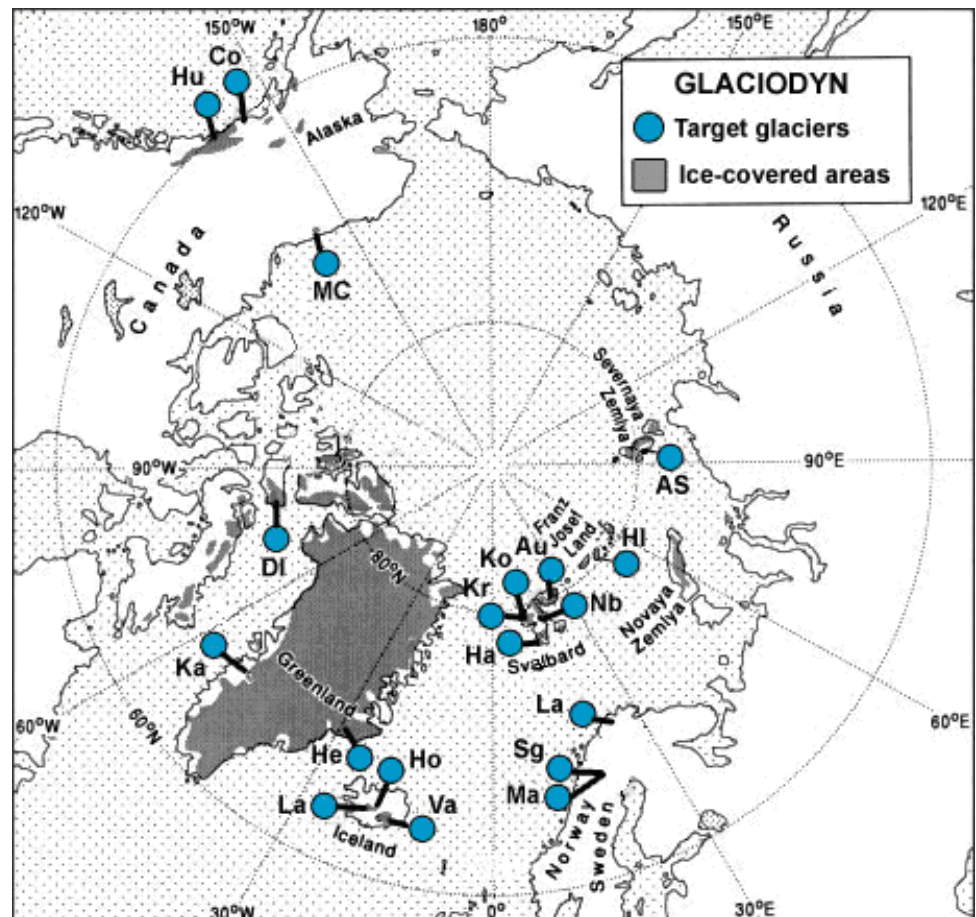 180°
150°W
150°E
Co
Hu
GLACIODYN
Target glaciers
Ice-covered areas
Alaska
120°W
120°E
Canada
Russia
MC
Severnaya
Zemlya
90°W
90°E
AS
DI
Franz
Josef
Land
HI
Au
Ko
80°N
Kr
Nb
Novaya
Zemlya
Ha
Svalbard
Ka
Greenland
La
60°W
60°N
60°E
He
Ho
Sg
La
Va
Ma
Iceland
Norway
Sweden
30°W
0°
30°E